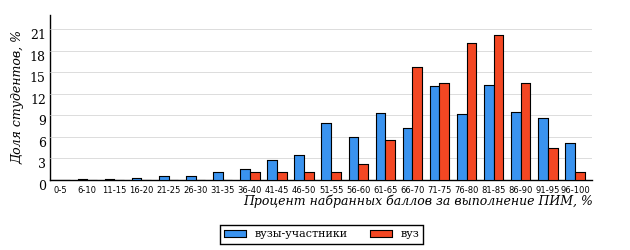 Доля студентов, %
21
18
15
12
9
6
3
0
0-5 6-10 11-15 16-20 21-25 26-30 31-35 36-40 41-45 46-50 51-55 56-60 61-65 66-70 71-75 76-80 81-85 86-90 91-95 96-100
Процент набранных баллов за выполнение ПИМ, %
вузы-участники вуз